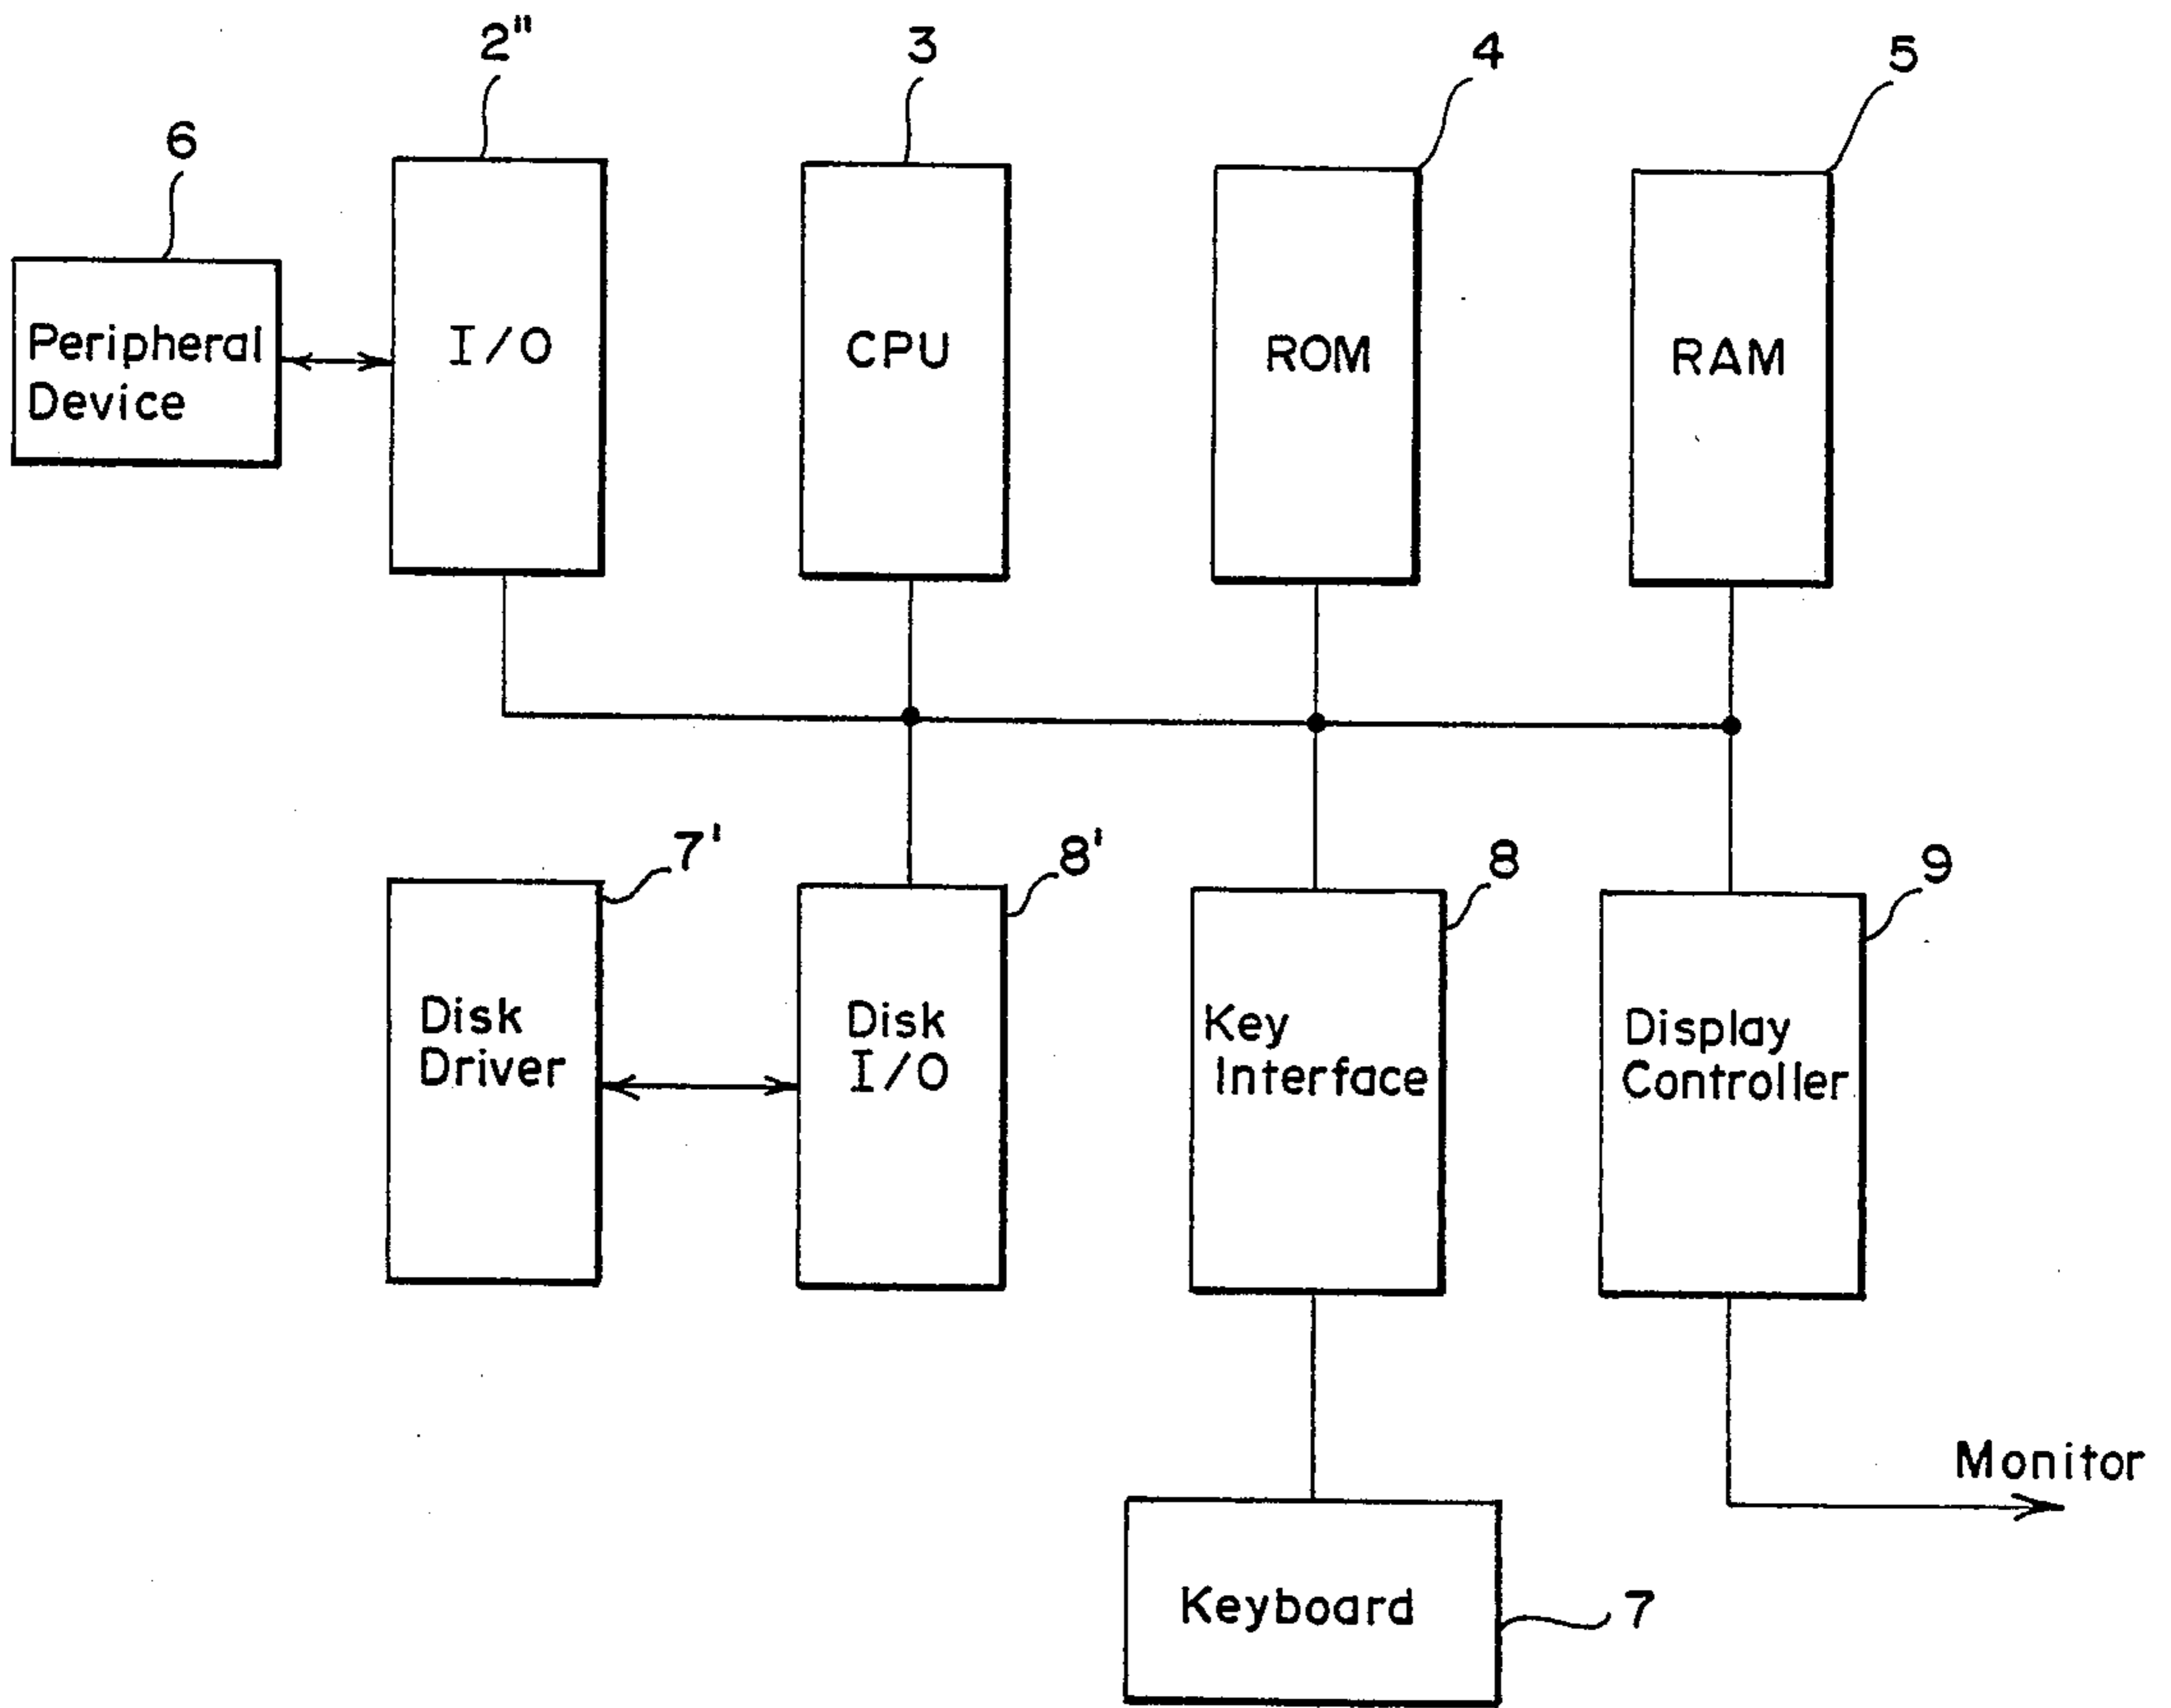 2"
3
4
5
6
Peripheral
Device
I/O
CPU
ROM
RAM
7'
8'
8
9
Disk
Driver
Disk
I/O
Key
Interface
Display
Controller
Monitor
Keyboard
7